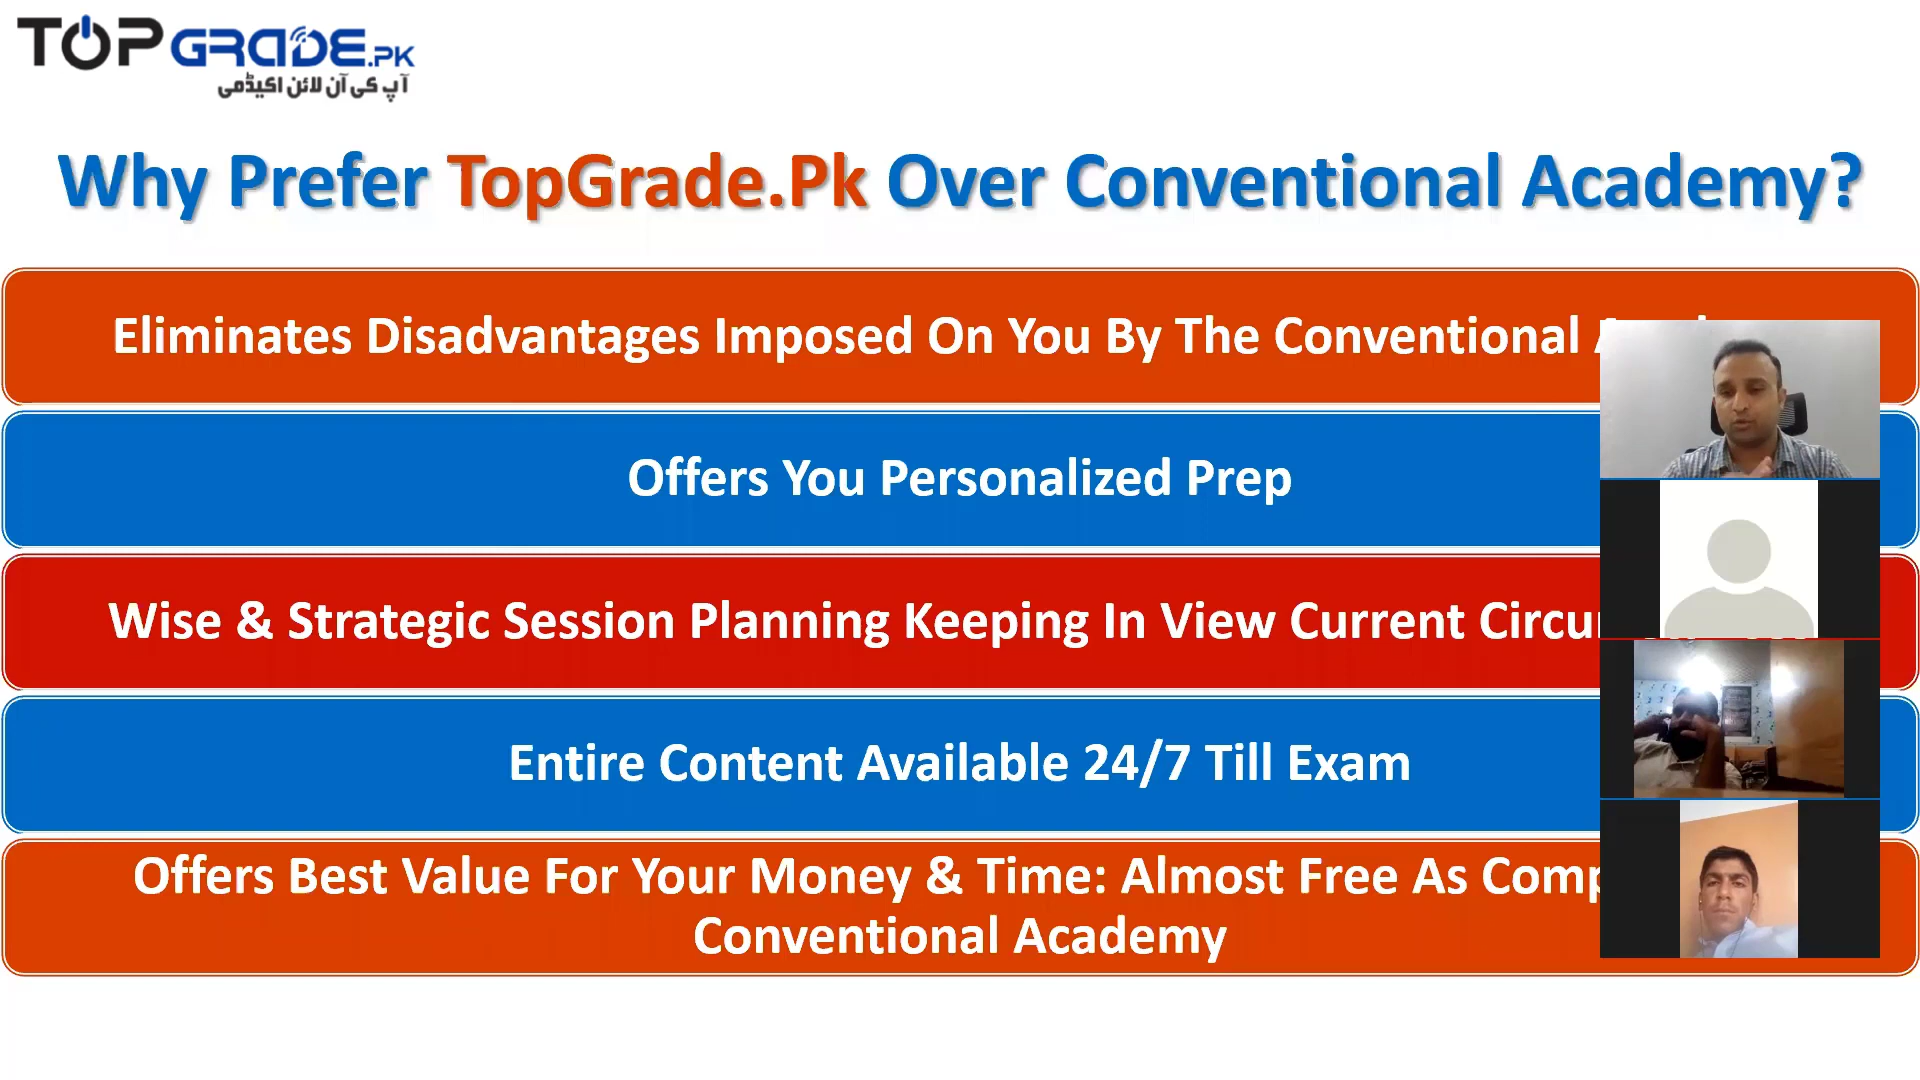 TOPGRADE.PK
آپ کی آن لائن اکیڈمی
Why Prefer TopGrade.Pk Over Conventional Academy?
Eliminates Disadvantages Imposed On You By The Conventional
Offers You Personalized Prep
Wise & Strategic Session Planning Keeping In View Current
Entire Content Available 24/7 Till Exam
Offers Best Value For Your Money & Time: Almost Free As
Conventional Academy